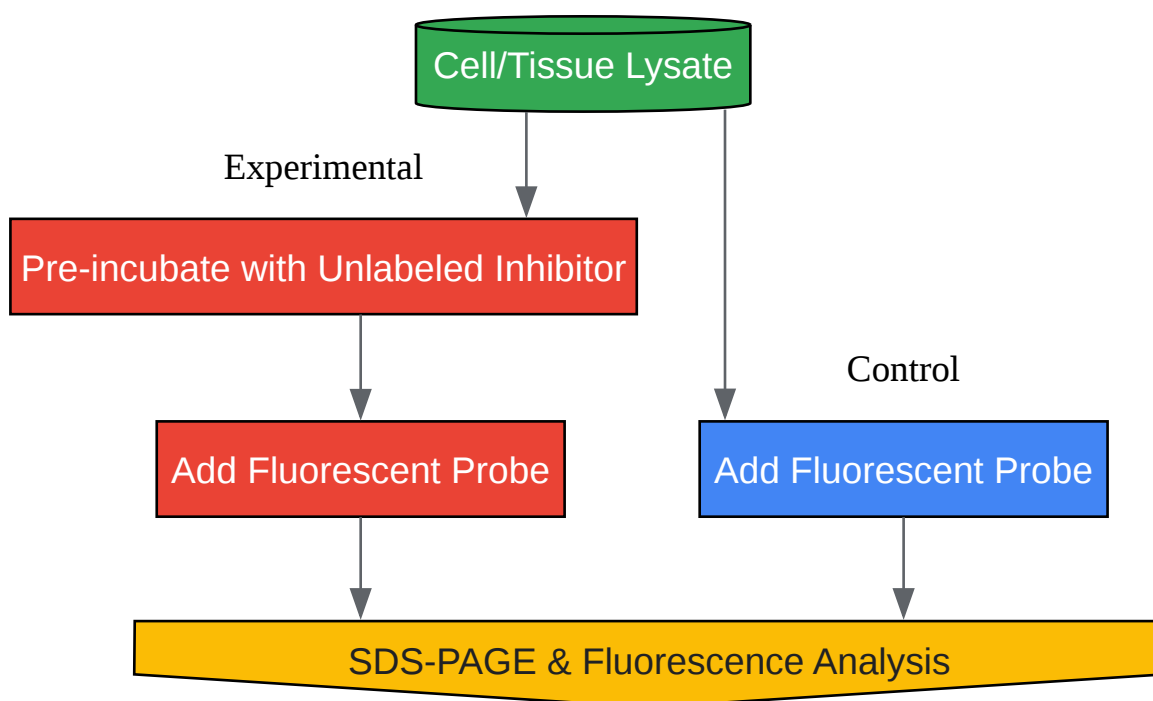 Cell/Tissue Lysate
Experimental
Pre-incubate with Unlabeled Inhibitor
Control
Add Fluorescent Probe
Add Fluorescent Probe
SDS-PAGE & Fluorescence Analysis